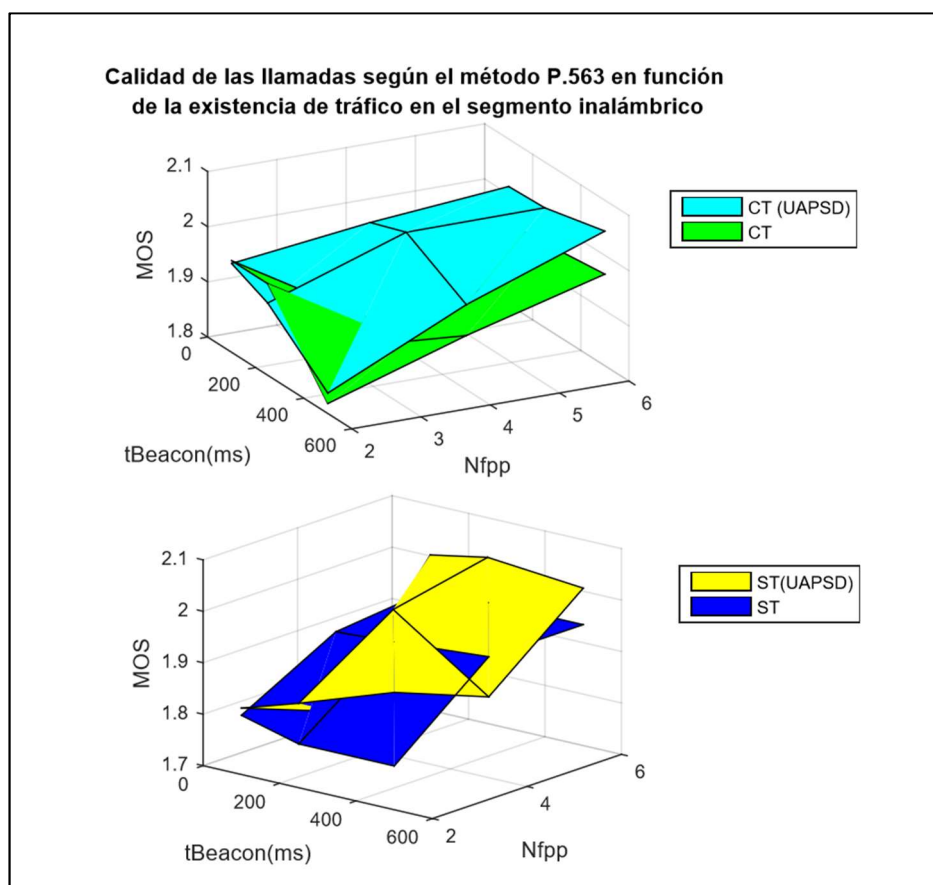 Calidad de las llamadas según el método P.563 en función
de la existencia de tráfico en el segmento inalámbrico
2.1
2
1.9
1.8
MOS
0
200
400
600
tBeacon(ms)
2
3
4
5
6
Nfpp
CT (UAPSD)
CT
2.1
2
1.9
1.8
1.7
MOS
0
200
400
600
tBeacon(ms)
2
4
6
Nfpp
ST(UAPSD)
ST